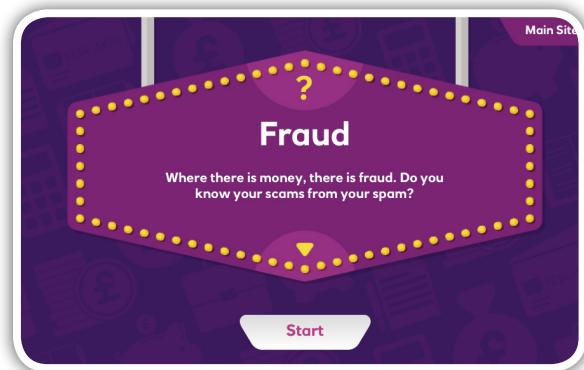 Main Site
?
Fraud
Where there is money, there is fraud. Do you
know your scams from your spam?
Start